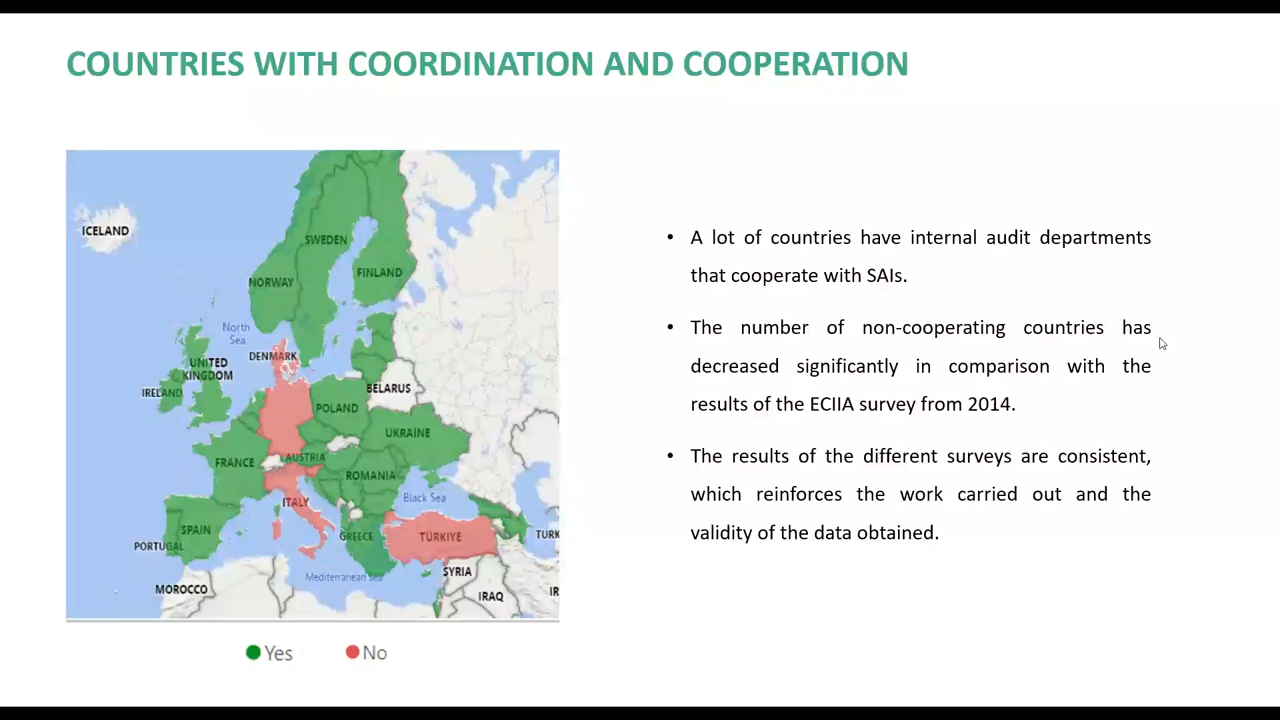 COUNTRIES WITH COORDINATION AND COOPERATION
ICELAND
SWEDEN
FINLAND
NORWAY
North
Sea
DENMARK
UNITED
KINGDOM
IRELAND
BELARUS
POLAND
UKRAINE
FRANCE
AUSTRIA
ROMANIA
ITALY
Black Sea
SPAIN
PORTUGAL
GREECE
TÜRKIYE
TURK
Mediterranean Sea
SYRIA
MOROCCO
IRAQ
IR
Yes
No
• A lot of countries have internal audit departments
that cooperate with SAIs.
• The number of non-cooperating countries has
decreased significantly in comparison with the
results of the ECIIA survey from 2014.
• The results of the different surveys are consistent,
which reinforces the work carried out and the
validity of the data obtained.